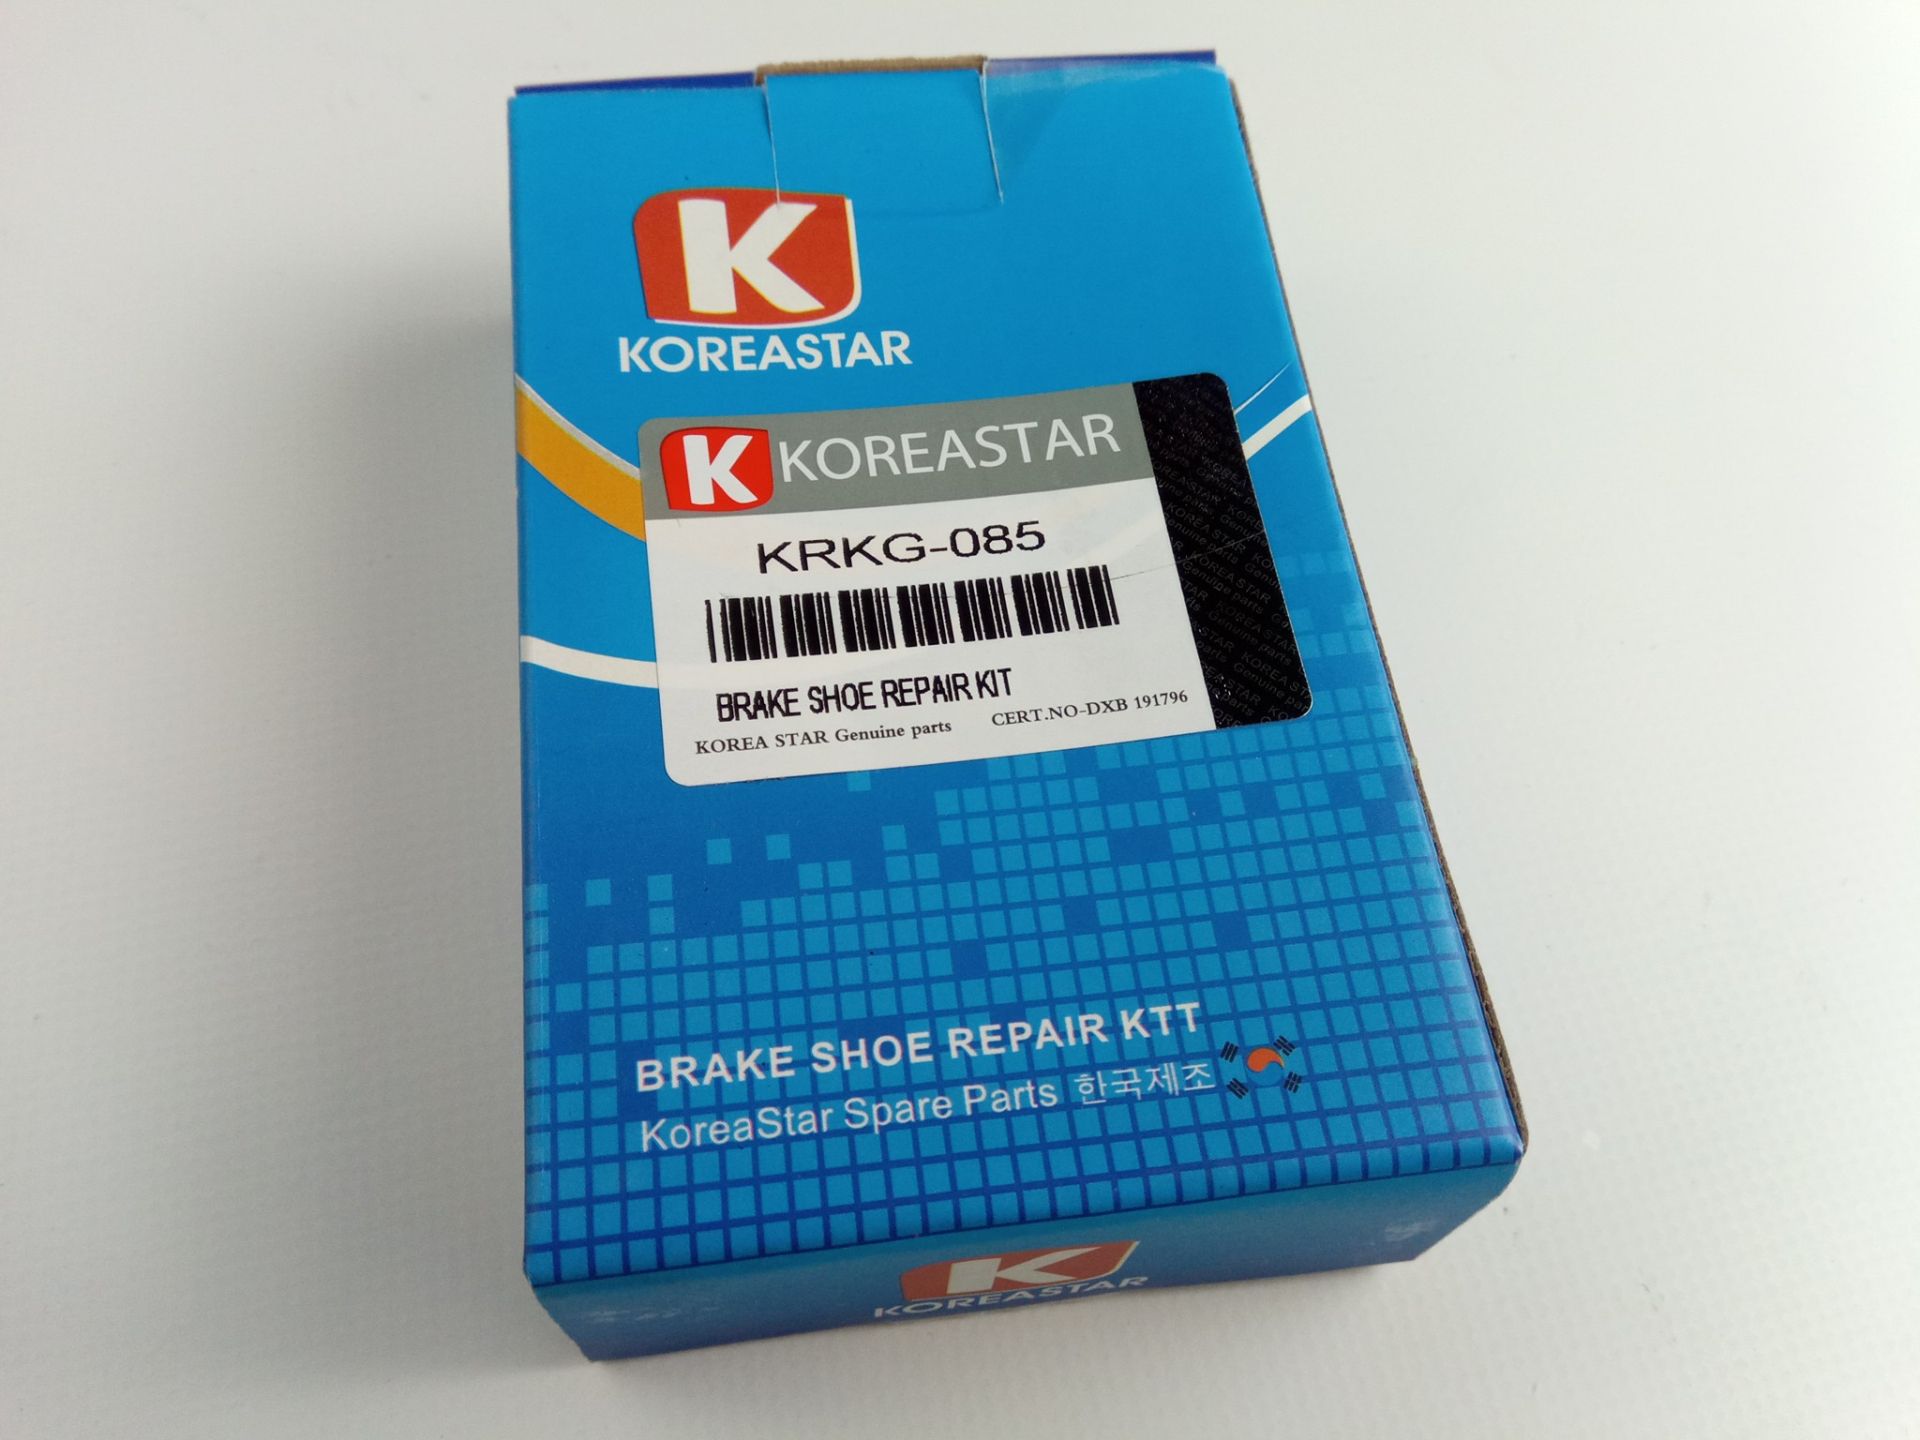 K
KOREASTAR
K KOREASTAR
KRKG-085
BRAKE SHOE REPAIR KIT
KOREA STAR Genuine parts CERT.NO-DXB 191796
BRAKE SHOE REPAIR KTT
KoreaStar Spare Parts 한국제조
K
KOREASTAR